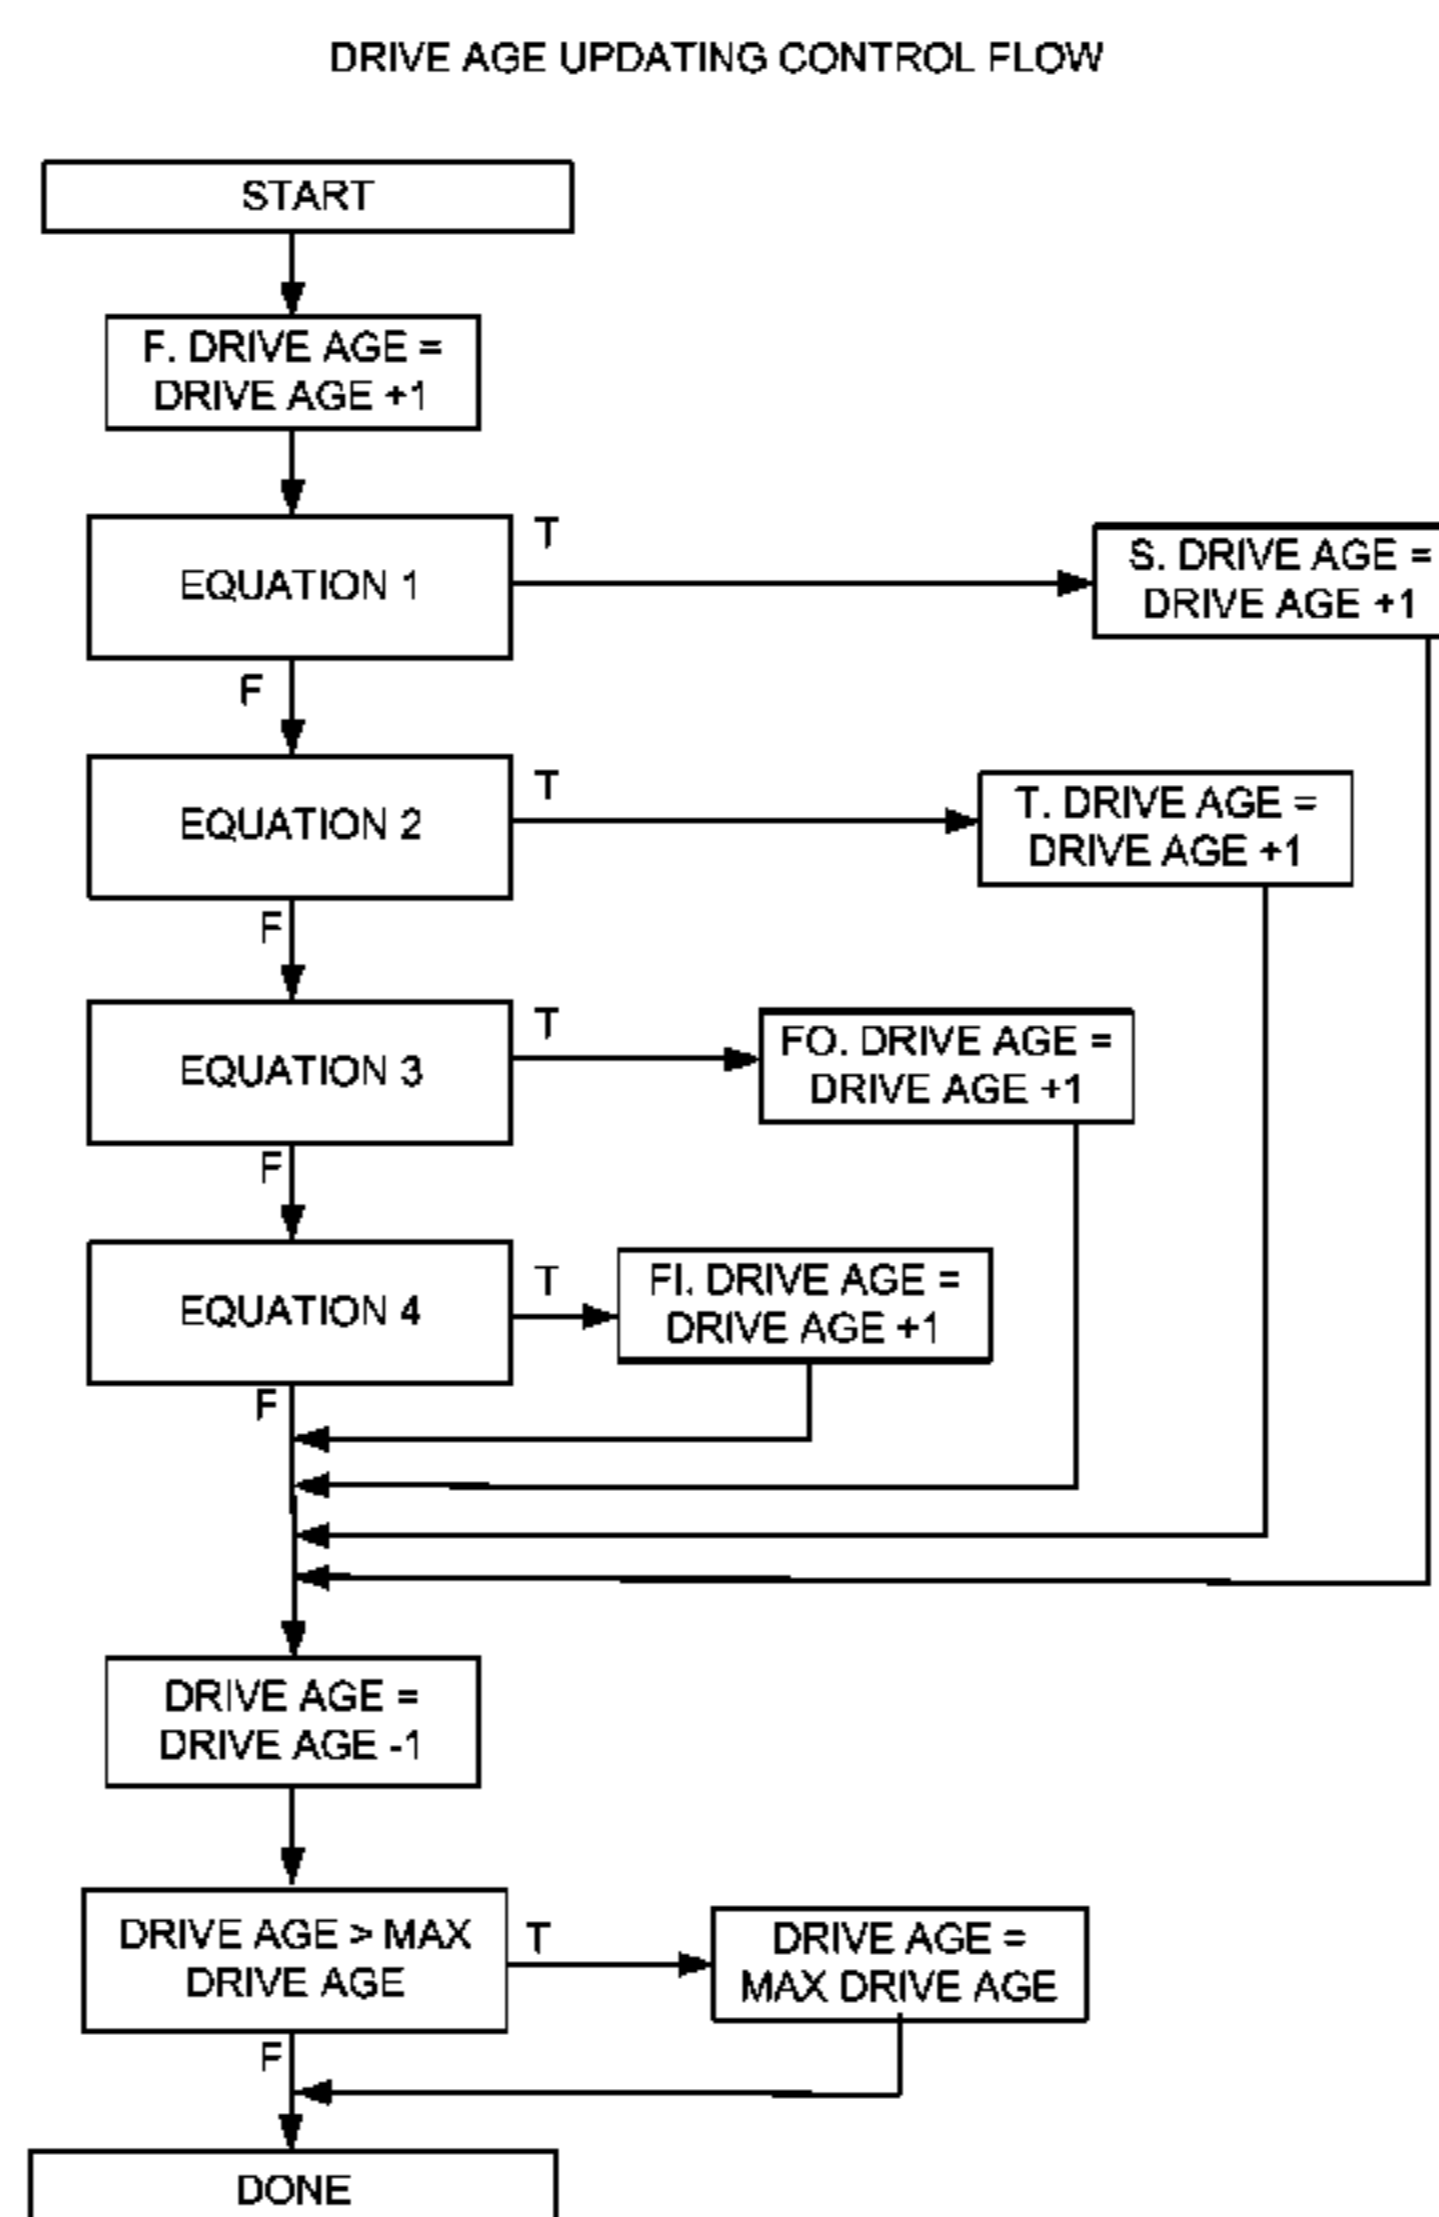 DRIVE AGE UPDATING CONTROL FLOW
START
F. DRIVE AGE =
DRIVE AGE +1
EQUATION 1
T
S. DRIVE AGE =
DRIVE AGE +1
F
EQUATION 2
T
T. DRIVE AGE =
DRIVE AGE +1
F
EQUATION 3
T
FO. DRIVE AGE =
DRIVE AGE +1
F
EQUATION 4
T
FI. DRIVE AGE =
DRIVE AGE +1
F
DRIVE AGE =
DRIVE AGE -1
DRIVE AGE > MAX
DRIVE AGE
T
DRIVE AGE =
MAX DRIVE AGE
F
DONE